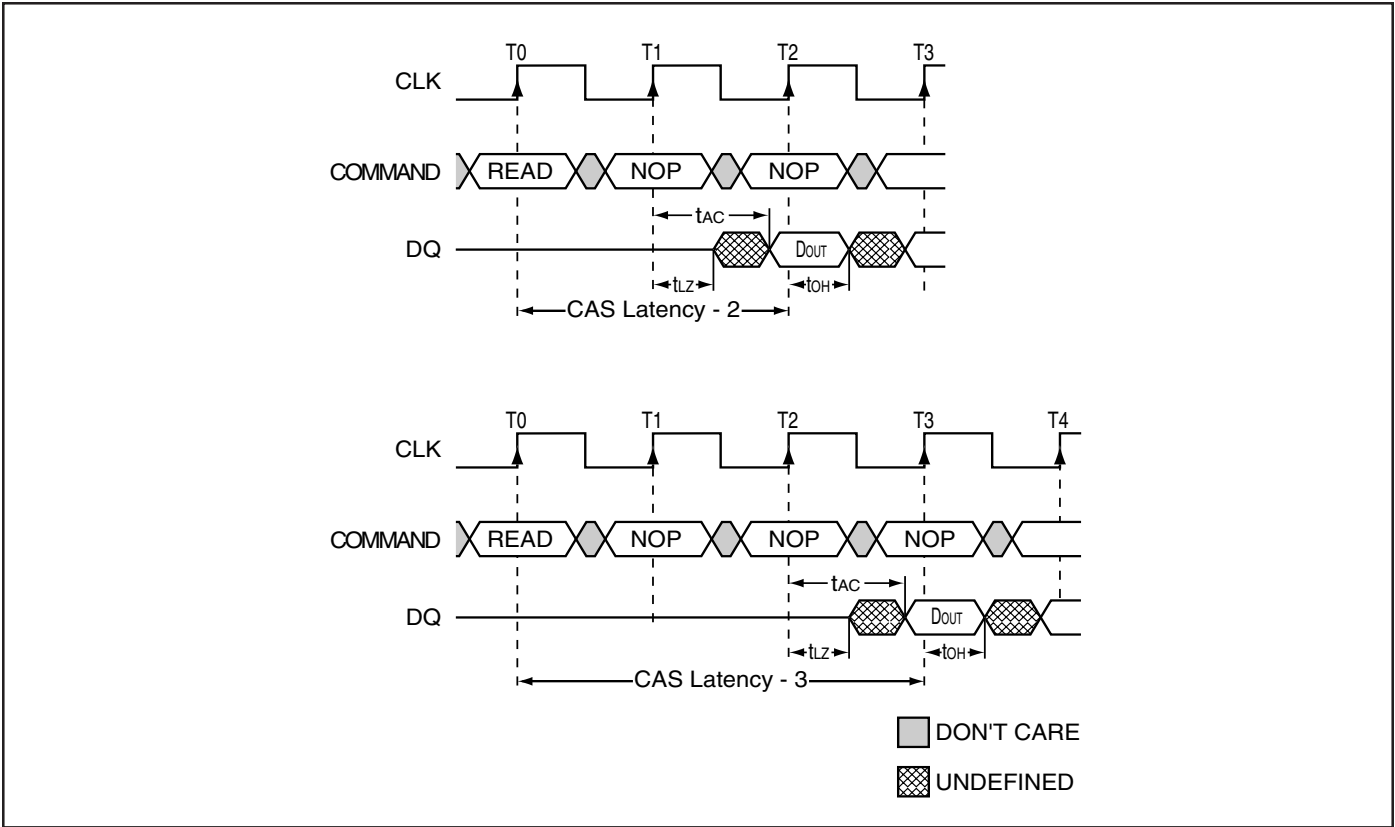 T0 T1 T2 T3
CLK
COMMAND READ NOP NOP
tAC
DQ DOUT
tLZ tOH
CAS Latency - 2
T0 T1 T2 T3 T4
CLK
COMMAND READ NOP NOP NOP
tAC
DQ DOUT
tLZ tOH
CAS Latency - 3
DON'T CARE
UNDEFINED